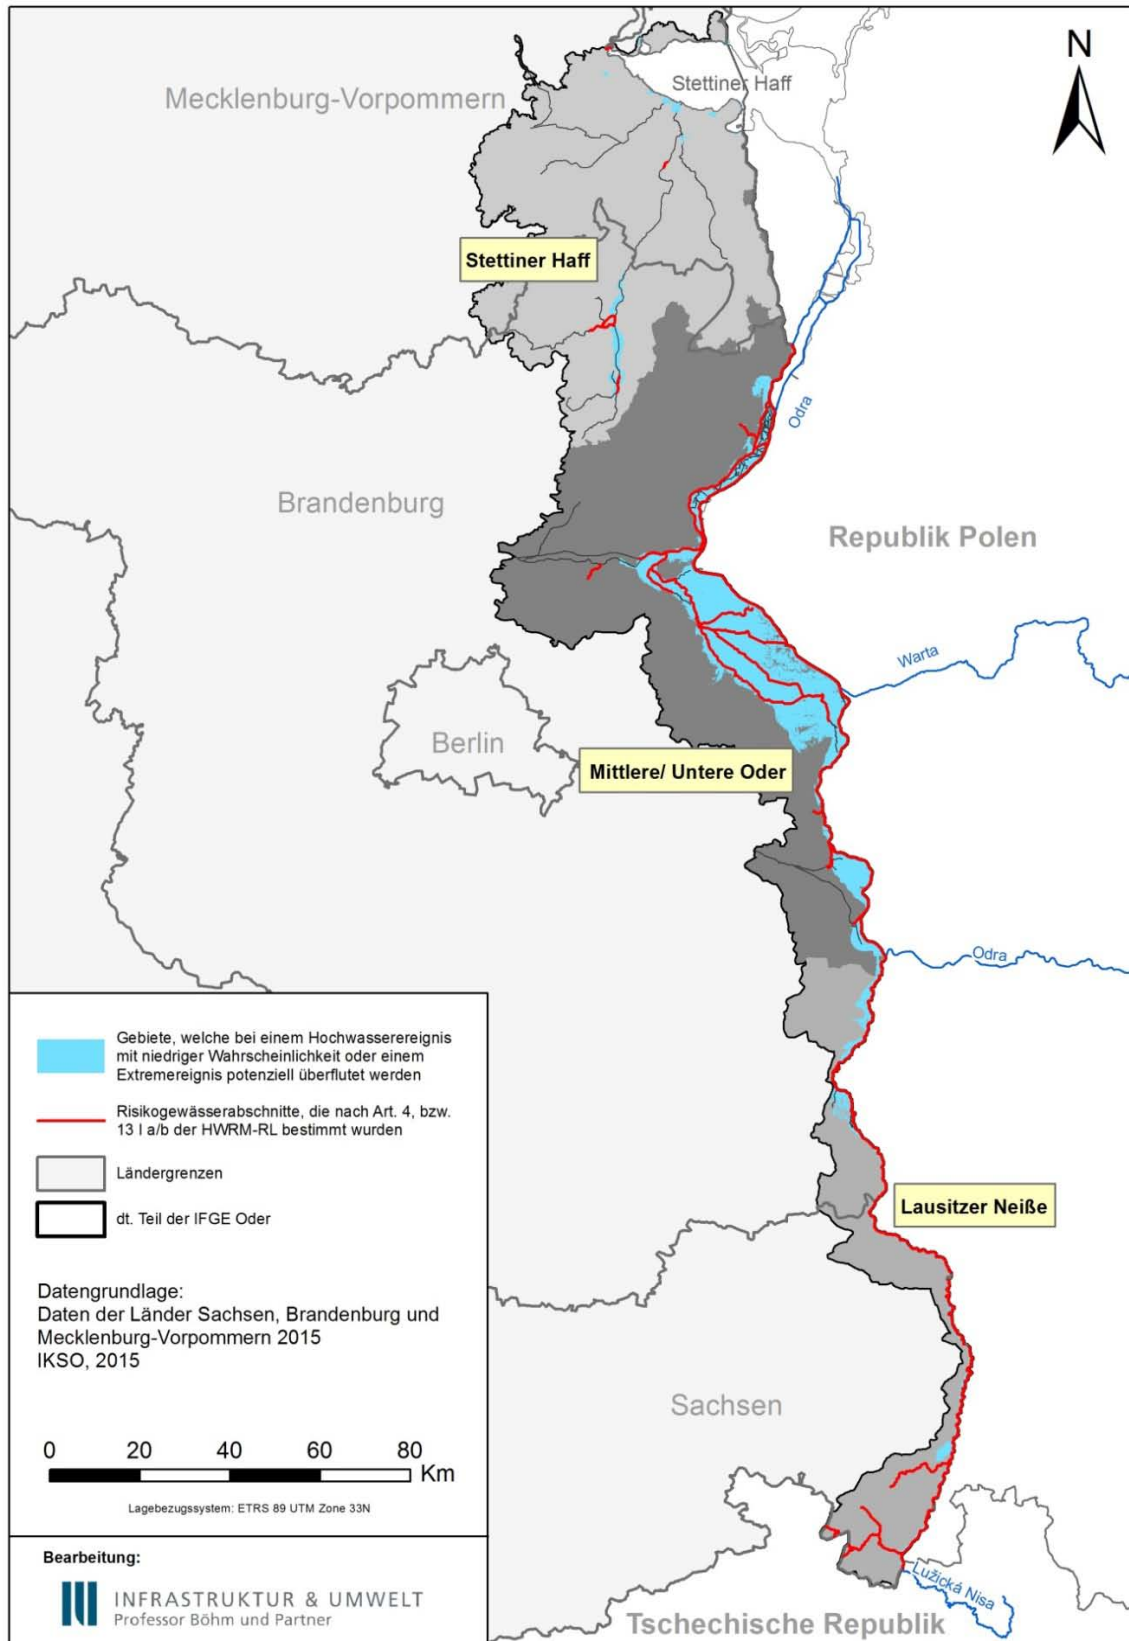 N
Stettiner Haff
Mecklenburg-Vorpommern
Stettiner Haff
Odra
Brandenburg
Republik Polen
Warta
Berlin
Mittlere/ Untere Oder
Odra
Gebiete, welche bei einem Hochwasserereignis
mit niedriger Wahrscheinlichkeit oder einem
Extremereignis potenziell überflutet werden
Risikogewässerabschnitte, die nach Art. 4, bzw.
13 I a/b der HWRM-RL bestimmt wurden
Ländergrenzen
dt. Teil der IFGE Oder
Lausitzer Neiße
Datengrundlage:
Daten der Länder Sachsen, Brandenburg und
Mecklenburg-Vorpommern 2015
IKSO, 2015
Sachsen
0 20 40 60 80
Km
Lagebezugssystem: ETRS 89 UTM Zone 33N
Bearbeitung:
INFRASTRUKTUR & UMWELT
Professor Böhm und Partner
Lužická Nisa
Tschechische Republik